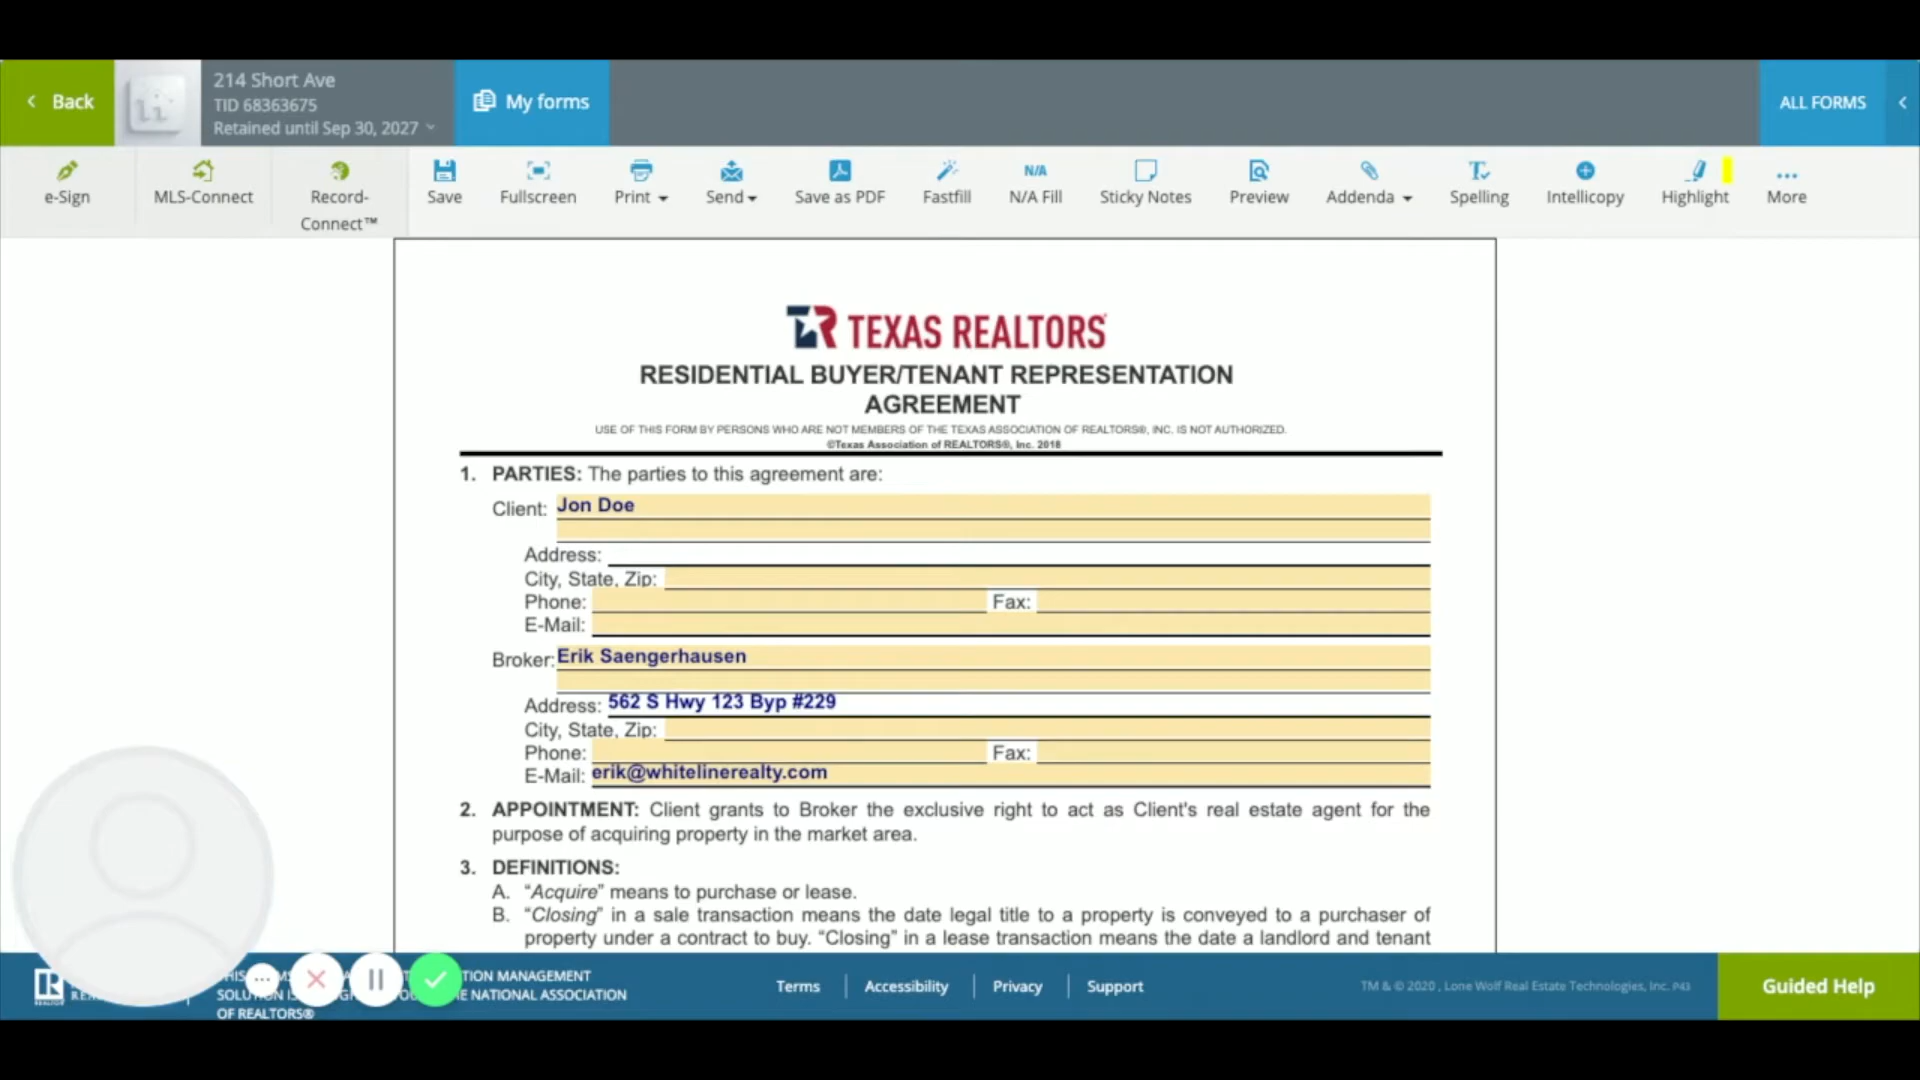 Back
214 Short Ave
TID 68363675
Retained until Sep 30, 2027
My forms
ALL FORMS
e-Sign
MLS-Connect
Record-
Connect™
Save
Fullscreen
Print
Send
Save as PDF
Fastfill
N/A
N/A Fill
Sticky Notes
Preview
Addenda
Spelling
Intellicopy
Highlight
More
TEXAS REALTORS
RESIDENTIAL BUYER/TENANT REPRESENTATION
AGREEMENT
USE OF THIS FORM BY PERSONS WHO ARE NOT MEMBERS OF THE TEXAS ASSOCIATION OF REALTORS®, INC. IS NOT AUTHORIZED.
©Texas Association of REALTORS®, Inc. 2018
1. PARTIES: The parties to this agreement are:
Client: Jon Doe
Address:
City, State, Zip:
Phone: Fax:
E-Mail:
Broker: Erik Saengerhausen
Address: 562 S Hwy 123 Byp #229
City, State, Zip:
Phone: Fax:
E-Mail: erik@whitelinerealty.com
2. APPOINTMENT: Client grants to Broker the exclusive right to act as Client's real estate agent for the
purpose of acquiring property in the market area.
3. DEFINITIONS:
A. “Acquire” means to purchase or lease.
B. “Closing” in a sale transaction means the date legal title to a property is conveyed to a purchaser of
property under a contract to buy. “Closing” in a lease transaction means the date a landlord and tenant
MANAGEMENT
NATIONAL ASSOCIATION
OF REALTORS®
Terms
Accessibility
Privacy
Support
TM & © 2020, Lone Wolf Real Estate Technologies, Inc. P43
Guided Help